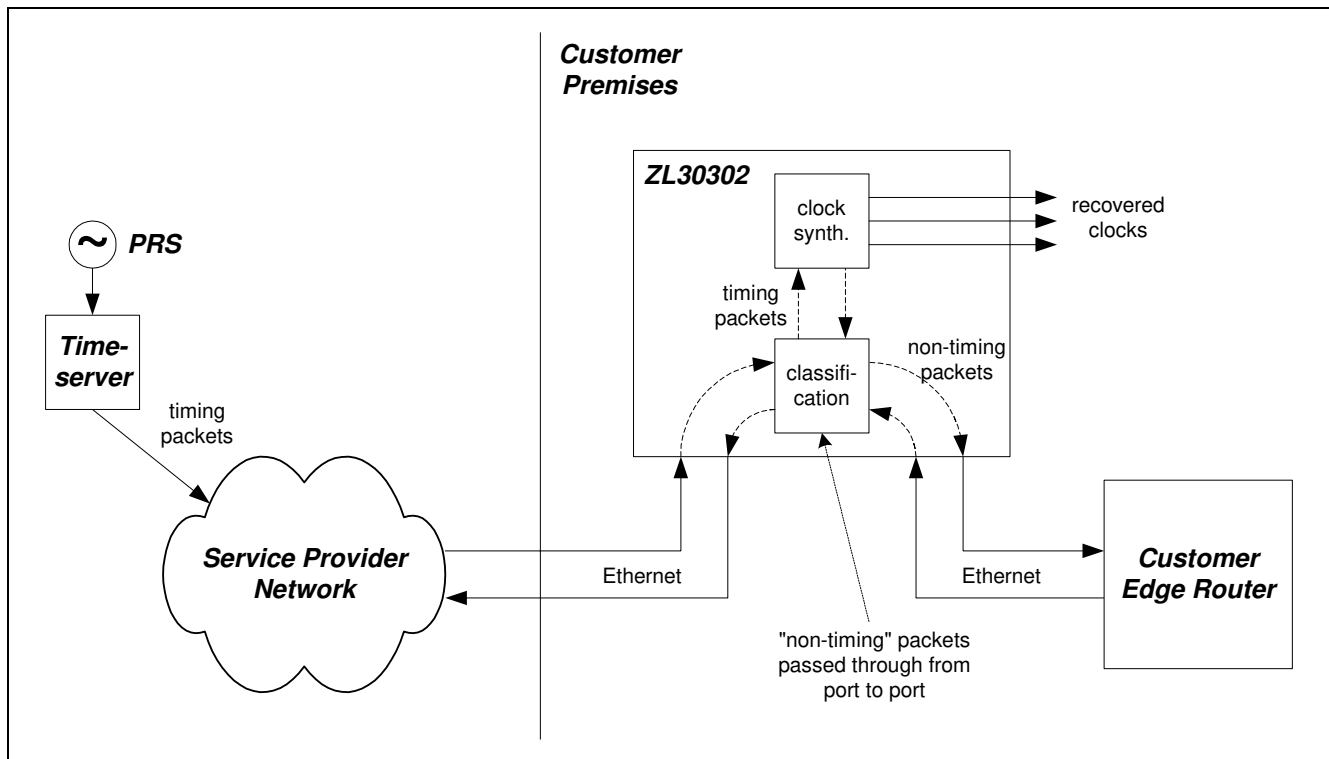 Customer
Premises
ZL30302
clock
synth.
recovered
clocks
~
PRS
timing
packets
Time-
server
non-timing
packets
classifi-
cation
timing
packets
Service Provider
Network
Ethernet
Ethernet
Customer
Edge Router
"non-timing" packets
passed through from
port to port